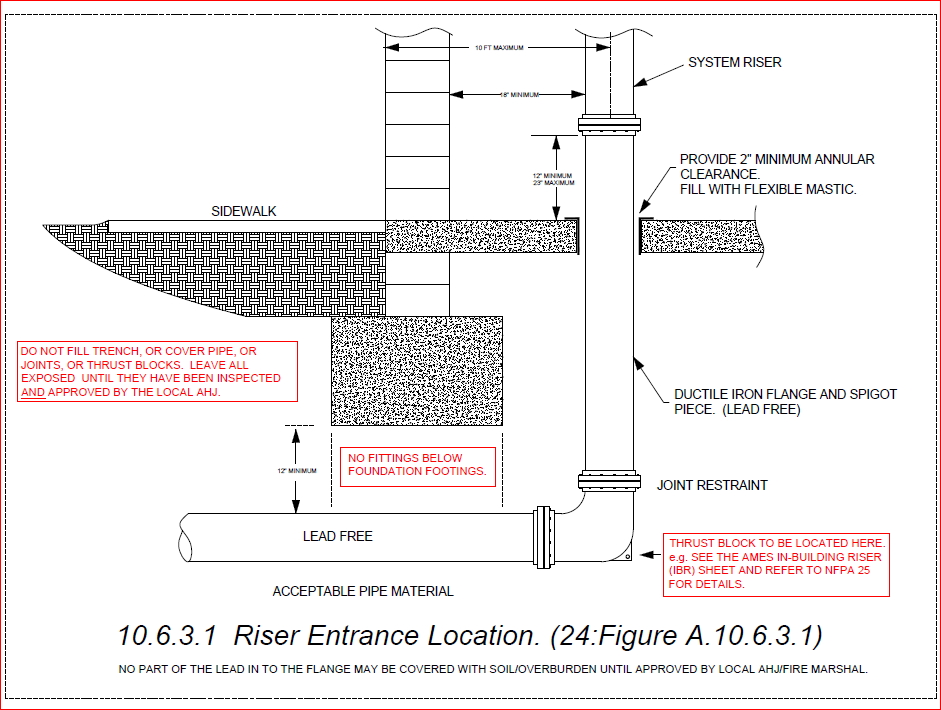 10 FT MAXIMUM
SYSTEM RISER
18" MINIMUM
PROVIDE 2" MINIMUM ANNULAR
CLEARANCE.
FILL WITH FLEXIBLE MASTIC.
12" MINIMUM
23" MAXIMUM
SIDEWALK
DO NOT FILL TRENCH, OR COVER PIPE, OR
JOINTS, OR THRUST BLOCKS. LEAVE ALL
EXPOSED UNTIL THEY HAVE BEEN INSPECTED
AND APPROVED BY THE LOCAL AHJ.
DUCTILE IRON FLANGE AND SPIGOT
PIECE. (LEAD FREE)
12" MINIMUM
NO FITTINGS BELOW
FOUNDATION FOOTINGS.
JOINT RESTRAINT
LEAD FREE
THRUST BLOCK TO BE LOCATED HERE.
e.g. SEE THE AMES IN-BUILDING RISER
(IBR) SHEET AND REFER TO NFPA 25
FOR DETAILS.
ACCEPTABLE PIPE MATERIAL
10.6.3.1 Riser Entrance Location. (24:Figure A.10.6.3.1)
NO PART OF THE LEAD IN TO THE FLANGE MAY BE COVERED WITH SOIL/OVERBURDEN UNTIL APPROVED BY LOCAL AHJ/FIRE MARSHAL.